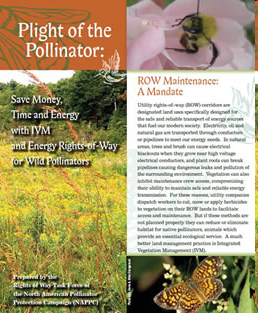 Plight of the
Pollinator:
Save Money,
Time and Energy
with IVM
and Energy Rights-of-Way
for Wild Pollinators
Prepared by the
Rights of Way Task Force of
the North American Pollinator
Protection Campaign (NAPPC)
ROW Maintenance:
A Mandate
Utility rights-of-way (ROW) corridors are
designated land uses specifically designed for
the safe and reliable transport of energy sources
that fuel our modern society. Electricity, oil and
natural gas are transported through conductors
or pipelines to meet our energy needs. In natural
areas, trees and brush can cause electrical
blackouts when they grow near high voltage
electrical conductors, and plant roots can break
pipelines causing dangerous leaks and pollution of
the surrounding environment. Vegetation can also
inhibit maintenance crew access, compromising
their ability to maintain safe and reliable energy
transmission. For these reasons, utility companies
dispatch workers to cut, mow or apply herbicides
to vegetation on their ROW lands to facilitate
access and maintenance. But if these methods are
not planned properly they can reduce or eliminate
habitat for native pollinators, animals which
provide an essential ecological service. A much
better land management practice is Integrated
Vegetation Management (IVM).